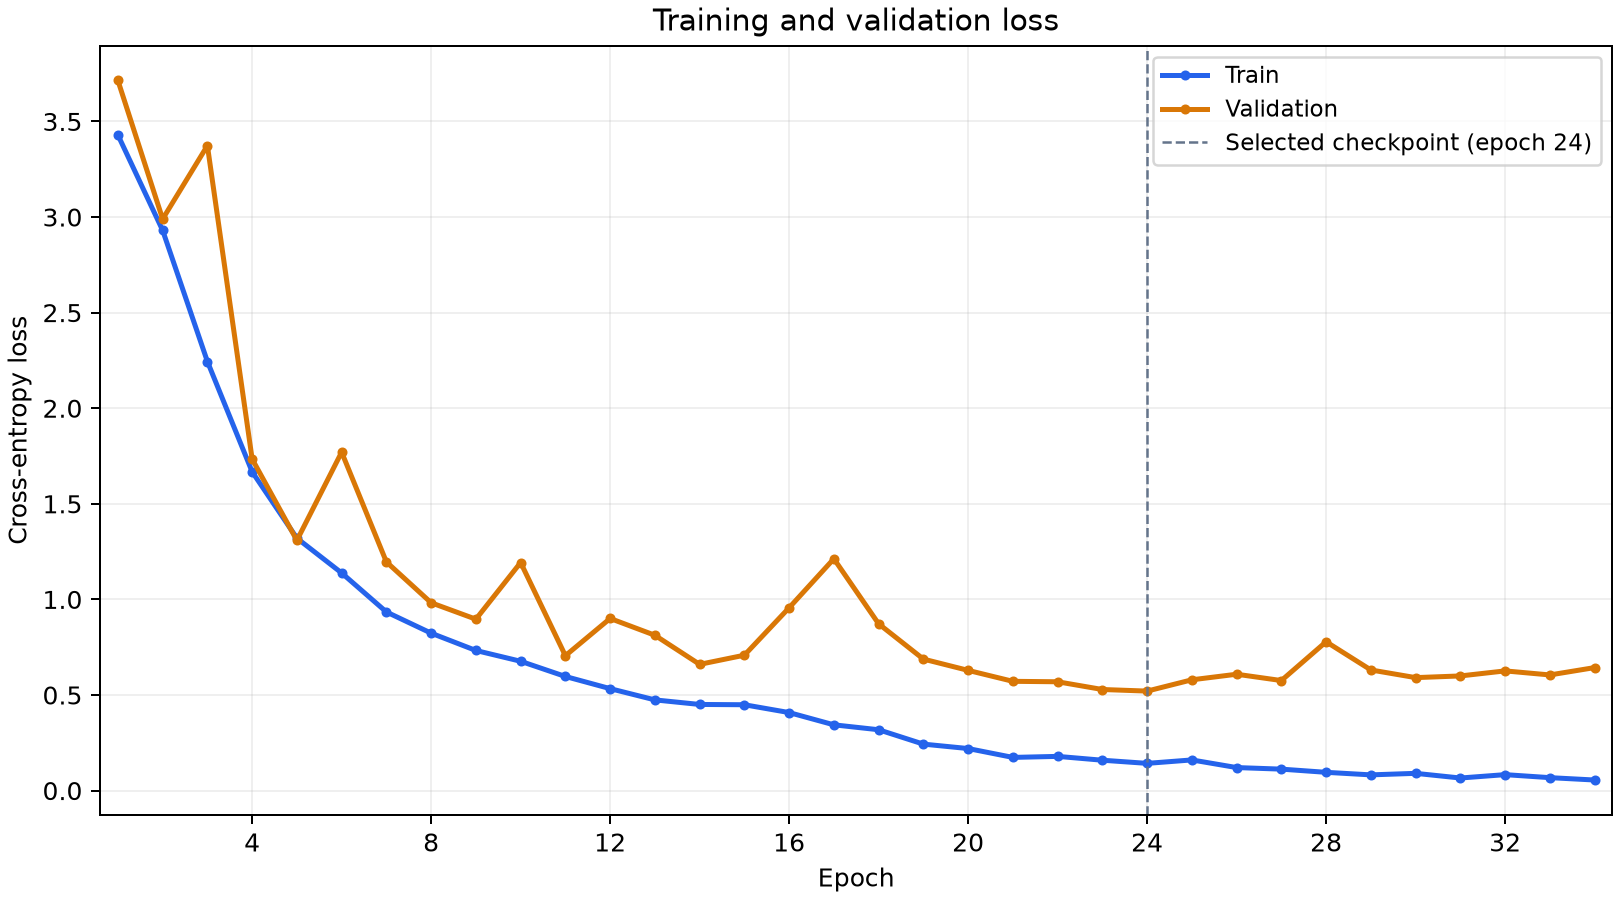 Training and validation loss
Train
Validation
Selected checkpoint (epoch 24)
Cross-entropy loss
3.5
3.0
2.5
2.0
1.5
1.0
0.5
0.0
4 8 12 16 20 24 28 32
Epoch